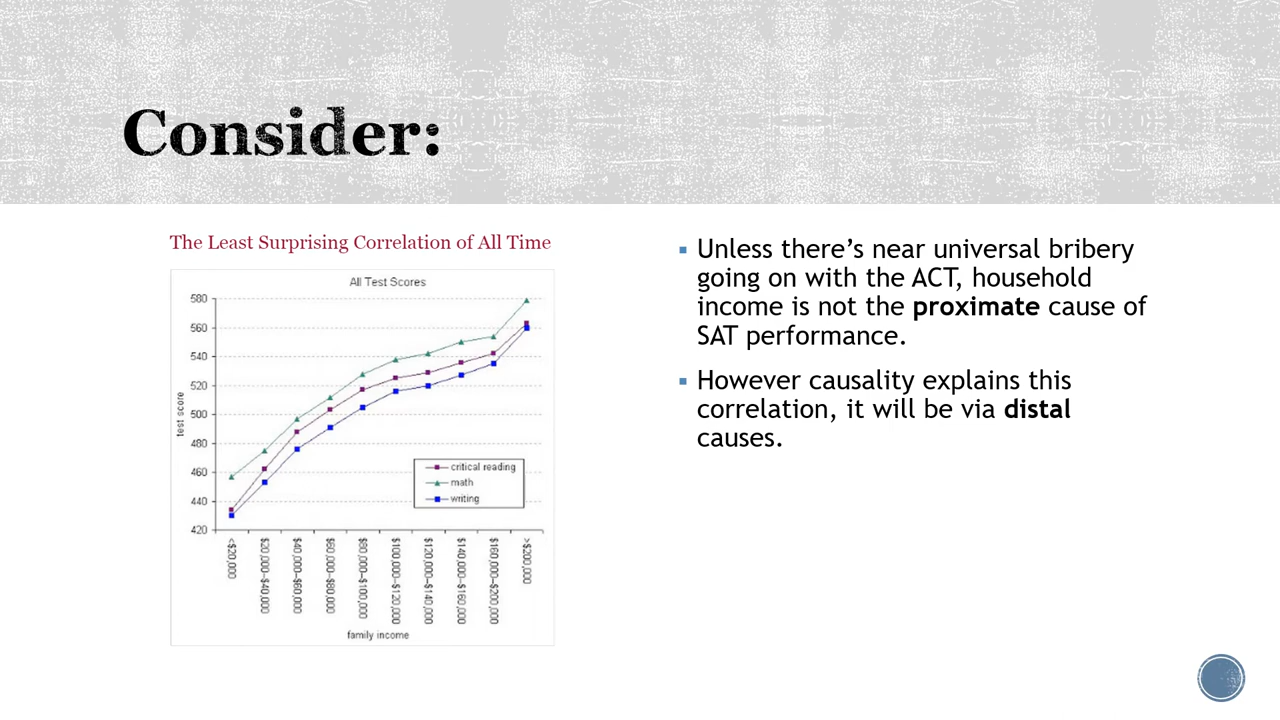 Consider:
The Least Surprising Correlation of All Time
All Test Scores
580
560
540
520
500
480
460
440
420
test score
critical reading
math
writing
<$20,000
$20,000-$40,000
$40,000-$60,000
$60,000-$80,000
$80,000-$100,000
$100,000-$120,000
$120,000-$140,000
$140,000-$160,000
$160,000-$200,000
>$200,000
family income
▪ Unless there’s near universal bribery
going on with the ACT, household
income is not the proximate cause of
SAT performance.
▪ However causality explains this
correlation, it will be via distal
causes.